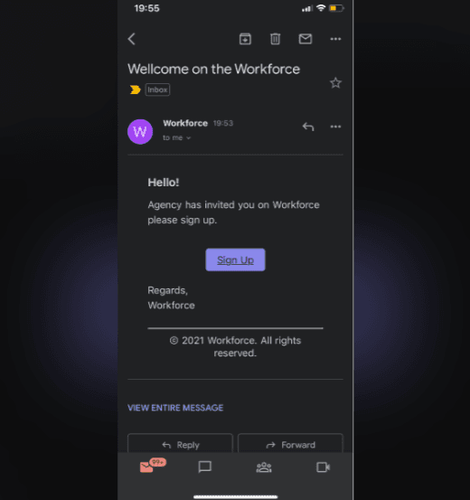 19:55
Wellcome on the Workforce
Inbox
W
Workforce 19:53
to me
Hello!
Agency has invited you on Workforce
please sign up.
Sign Up
Regards,
Workforce
© 2021 Workforce. All rights
reserved.
VIEW ENTIRE MESSAGE
Reply
Forward
99+